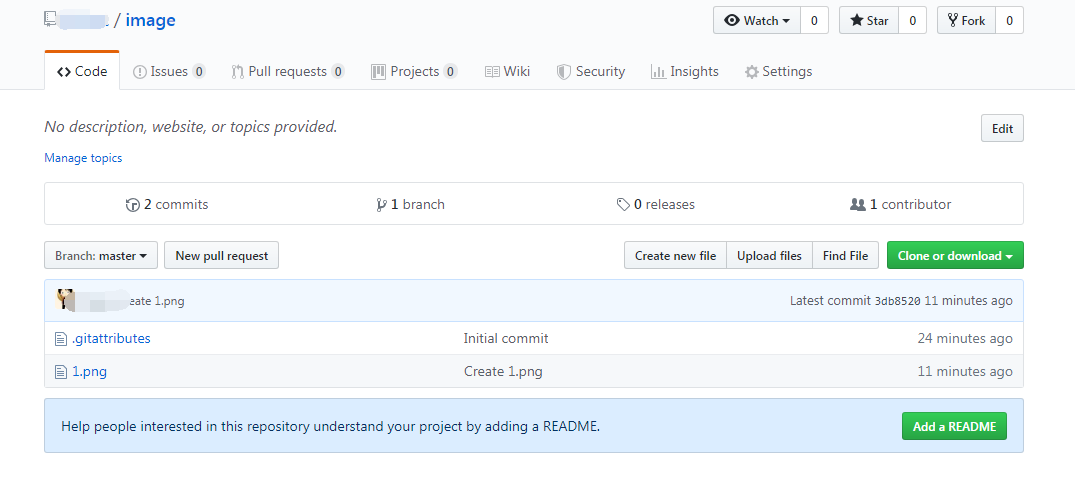 / image
Watch 0 Star 0 Fork 0
Code Issues 0 Pull requests 0 Projects 0 Wiki Security Insights Settings
No description, website, or topics provided. Edit
Manage topics
2 commits 1 branch 0 releases 1 contributor
Branch: master New pull request Create new file Upload files Find File Clone or download
1.png Latest commit 3db8520 11 minutes ago
.gitattributes Initial commit 24 minutes ago
1.png Create 1.png 11 minutes ago
Help people interested in this repository understand your project by adding a README. Add a README